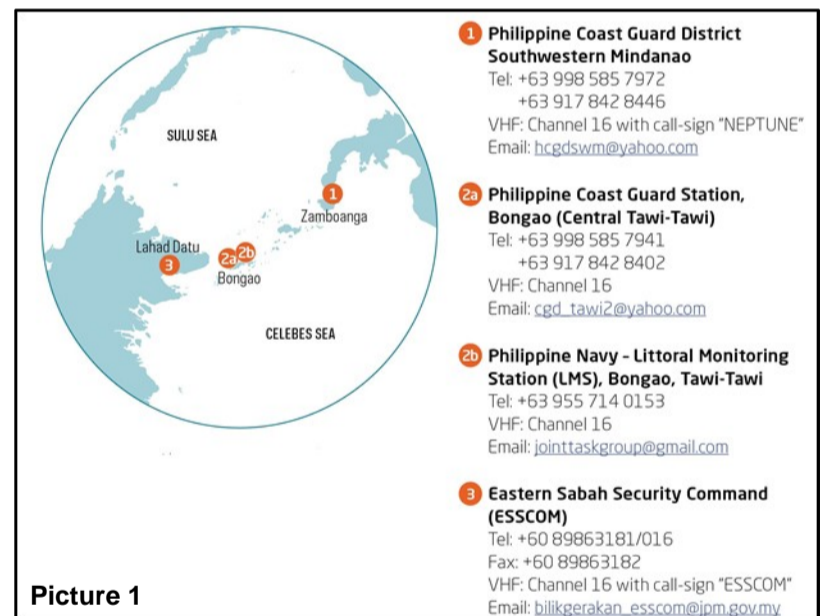 SULU SEA
1
Zamboanga
Lahad Datu
3
2a
2b
Bongao
CELEBES SEA
1 Philippine Coast Guard District
Southwestern Mindanao
Tel: +63 998 585 7972
+63 917 842 8446
VHF: Channel 16 with call-sign "NEPTUNE"
Email: hcgdswm@yahoo.com
2a Philippine Coast Guard Station,
Bongao (Central Tawi-Tawi)
Tel: +63 998 585 7941
+63 917 842 8402
VHF: Channel 16
Email: cgd_tawi2@yahoo.com
2b Philippine Navy - Littoral Monitoring
Station (LMS), Bongao, Tawi-Tawi
Tel: +63 955 714 0153
VHF: Channel 16
Email: jointtaskgroup@gmail.com
3 Eastern Sabah Security Command
(ESSCOM)
Tel: +60 89863181/016
Fax: +60 89863182
VHF: Channel 16 with call-sign "ESSCOM"
Email: bilikgerakan_esscom@jpm.gov.my
Picture 1